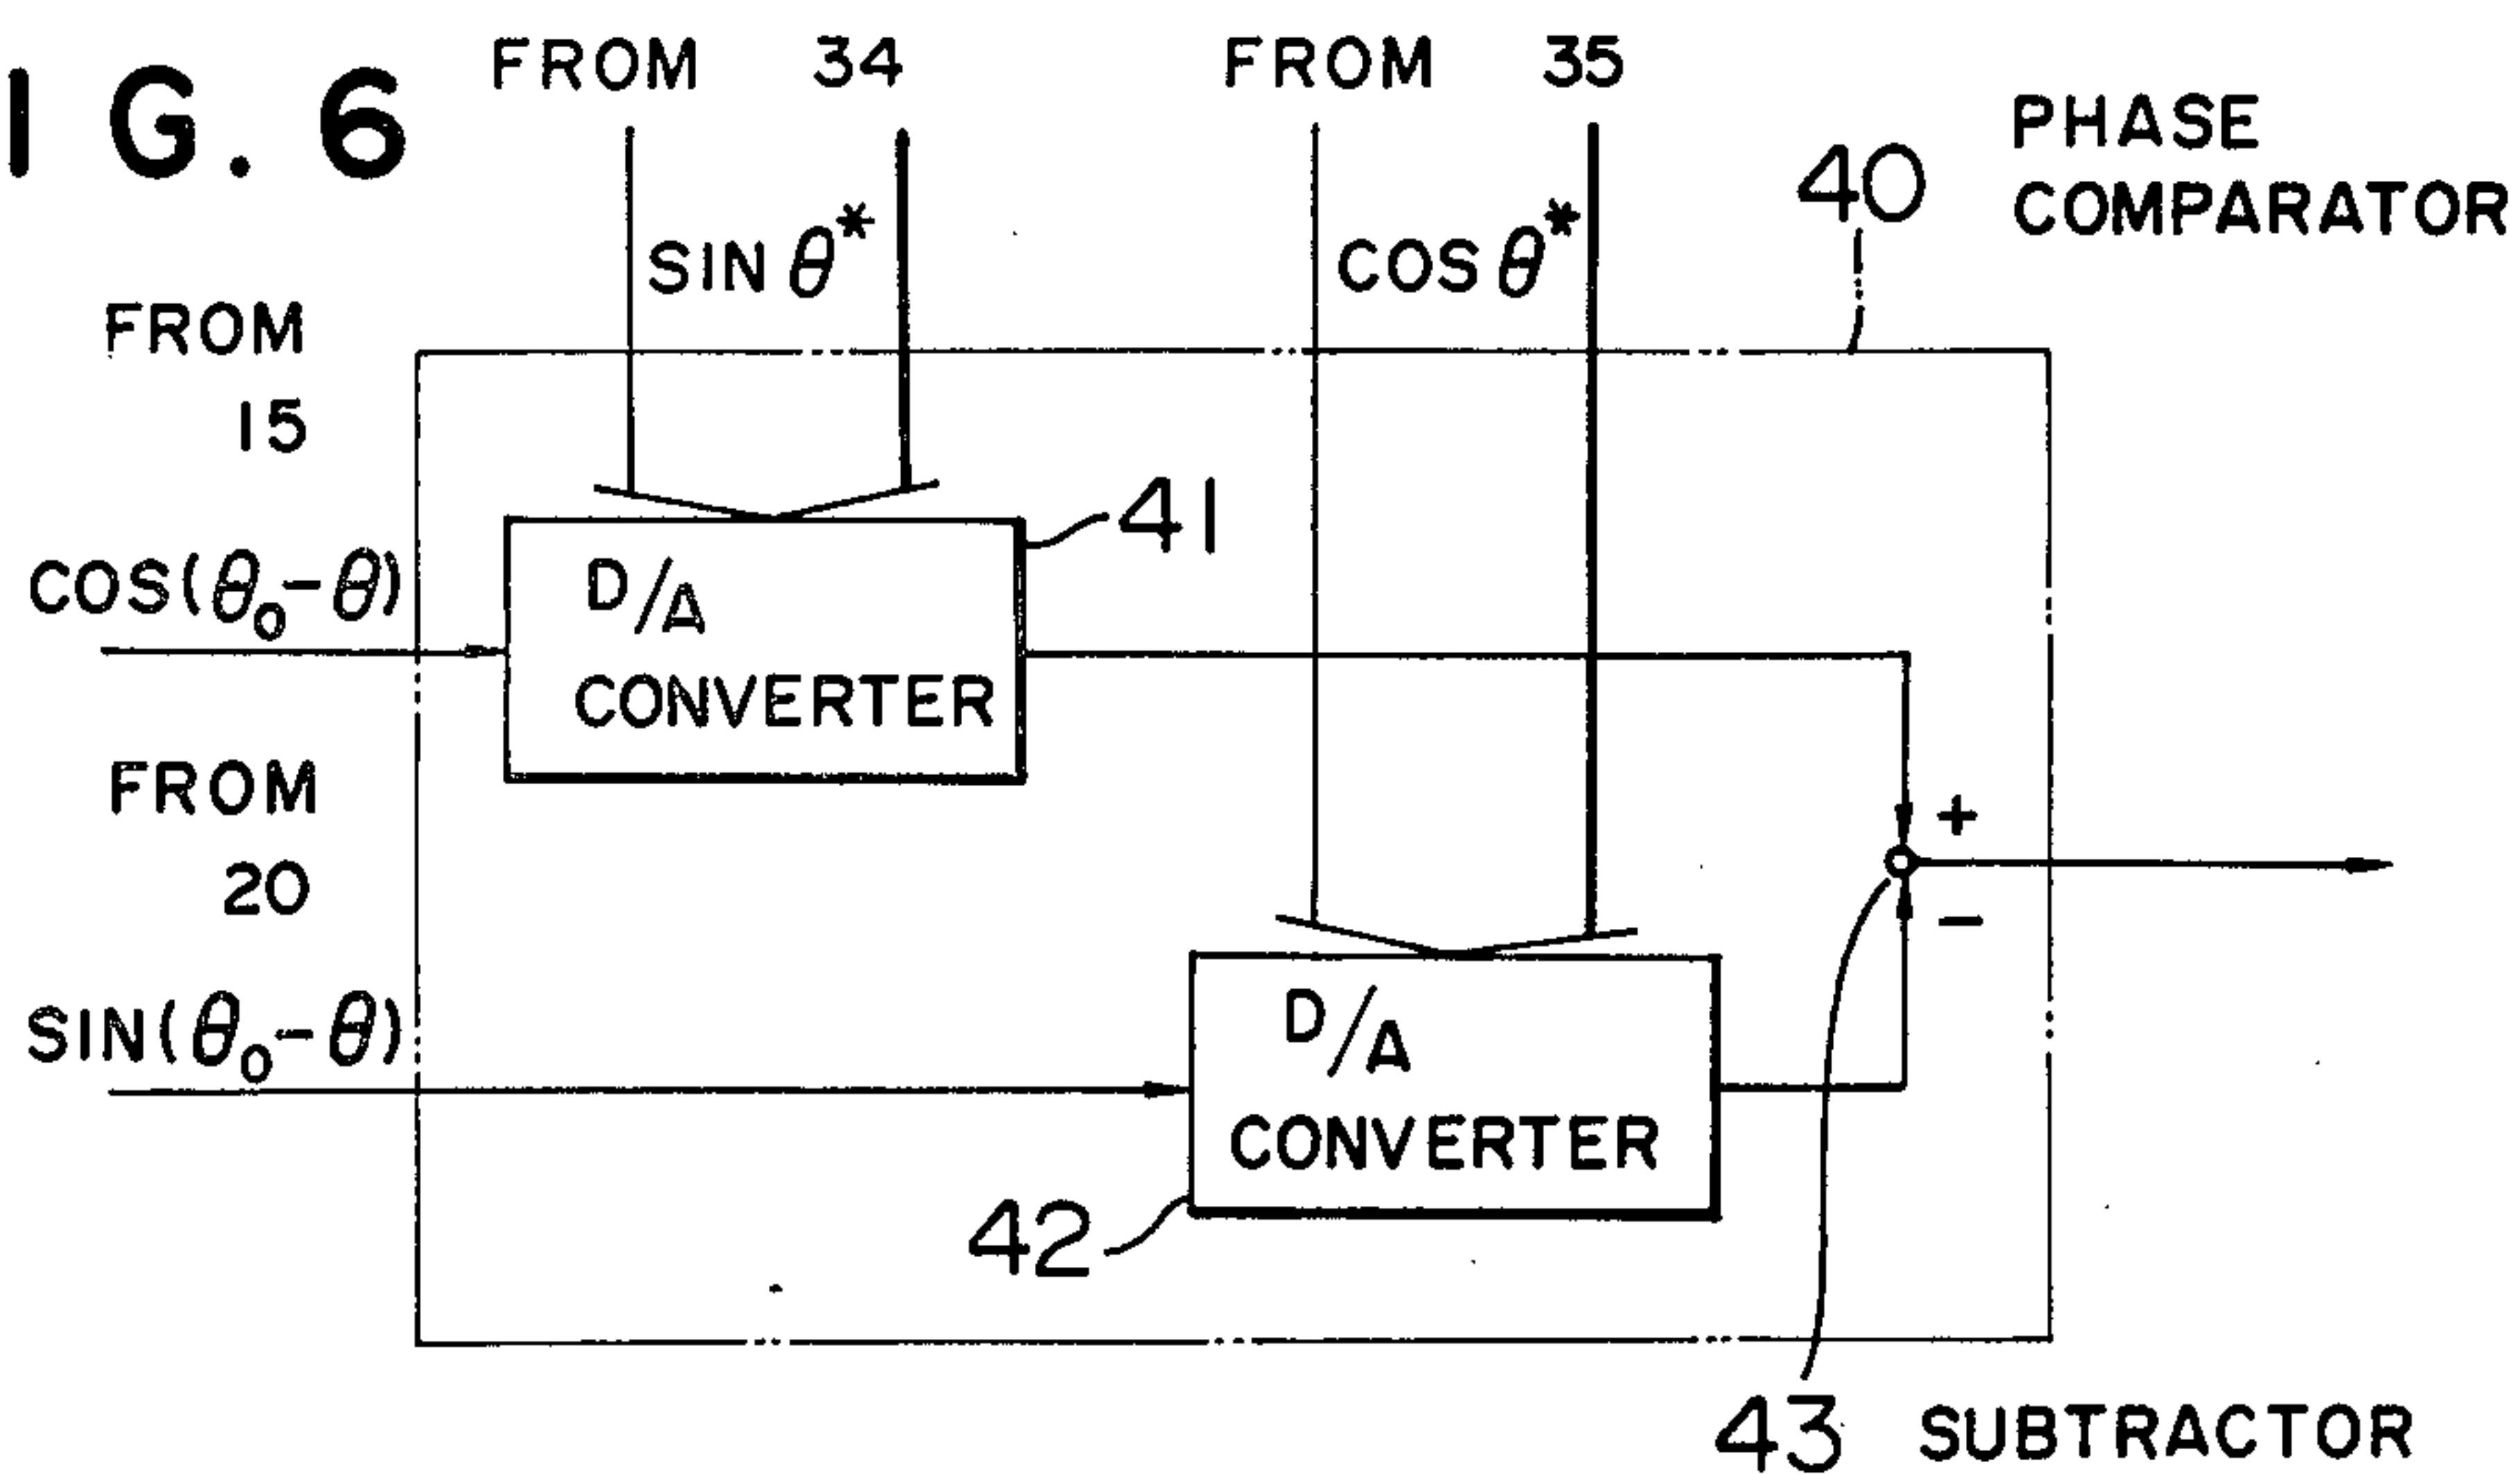 IG. 6
FROM 34
FROM 35
PHASE
COMPARATOR
40
SIN θ*
COS θ*
FROM
15
41
COS(θ₀-θ)
D/A
CONVERTER
FROM
20
+
-
SIN(θ₀-θ)
D/A
CONVERTER
42
43 SUBTRACTOR